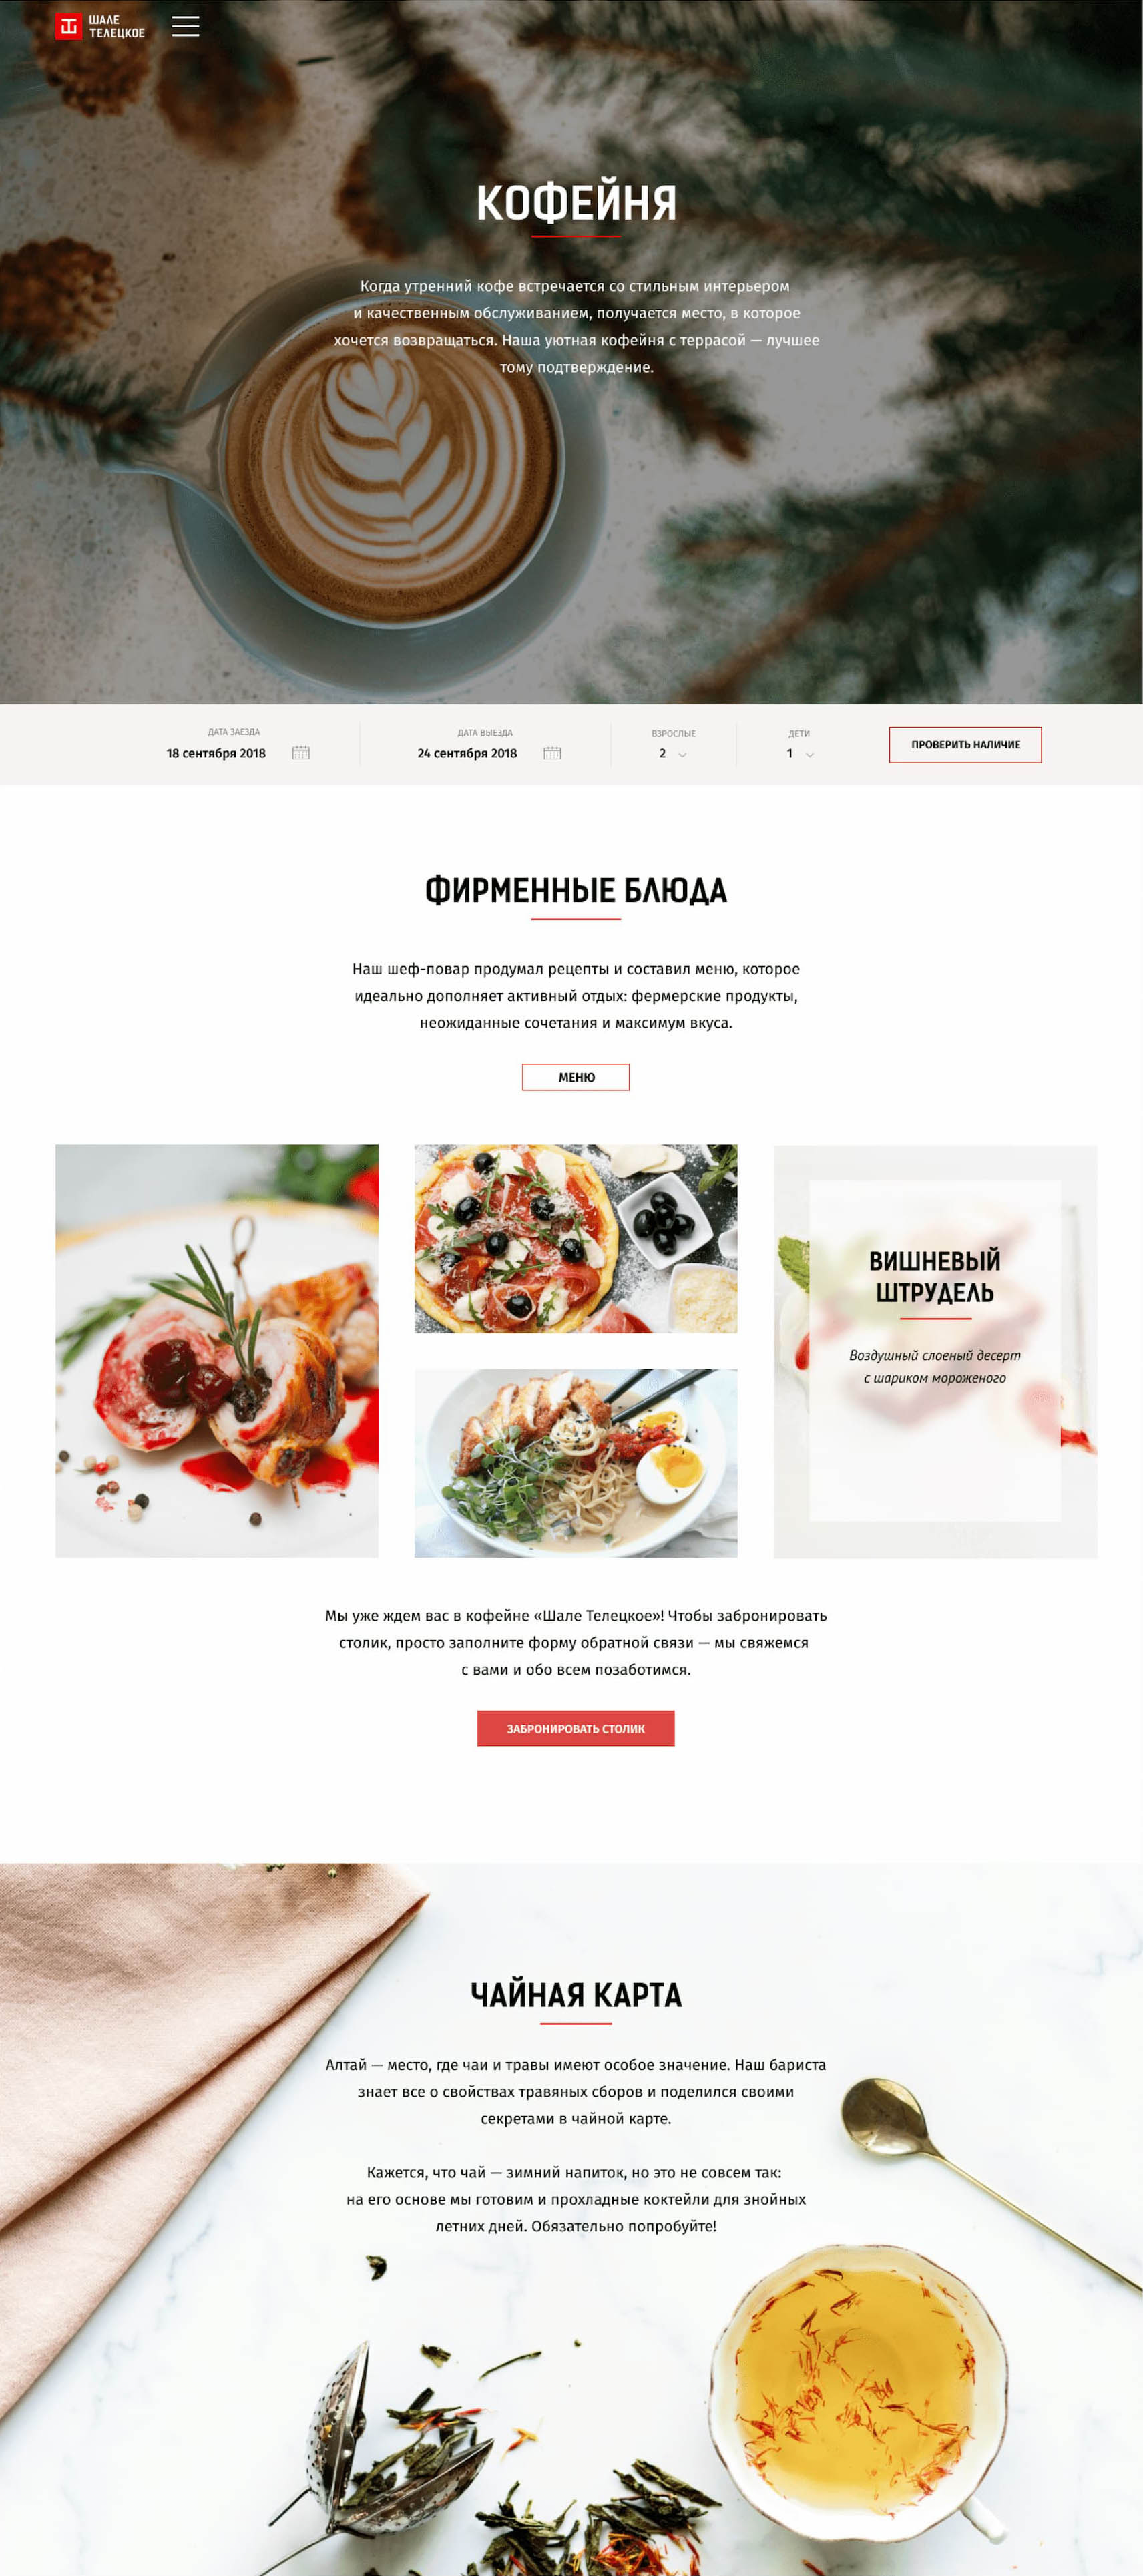 ШАЛЕ
ТЕЛЕЦКОЕ
КОФЕЙНЯ
Когда утренний кофе встречается со стильным интерьером
и качественным обслуживанием, получается место, в которое
хочется возвращаться. Наша уютная кофейня с террасой — лучшее
тому подтверждение.
ДАТА ЗАЕЗДА
18 сентября 2018
ДАТА ВЫЕЗДА
24 сентября 2018
ВЗРОСЛЫЕ
2
ДЕТИ
1
ПРОВЕРИТЬ НАЛИЧИЕ
ФИРМЕННЫЕ БЛЮДА
Наш шеф-повар продумал рецепты и составил меню, которое
идеально дополняет активный отдых: фермерские продукты,
неожиданные сочетания и максимум вкуса.
МЕНЮ
ВИШНЕВЫЙ
ШТРУДЕЛЬ
Воздушный слоеный десерт
с шариком мороженого
Мы уже ждем вас в кофейне «Шале Телецкое»! Чтобы забронировать
столик, просто заполните форму обратной связи — мы свяжемся
с вами и обо всем позаботимся.
ЗАБРОНИРОВАТЬ СТОЛИК
ЧАЙНАЯ КАРТА
Алтай — место, где чаи и травы имеют особое значение. Наш бариста
знает все о свойствах травяных сборов и поделился своими
секретами в чайной карте.
Кажется, что чай — зимний напиток, но это не совсем так:
на его основе мы готовим и прохладные коктейли для знойных
летних дней. Обязательно попробуйте!